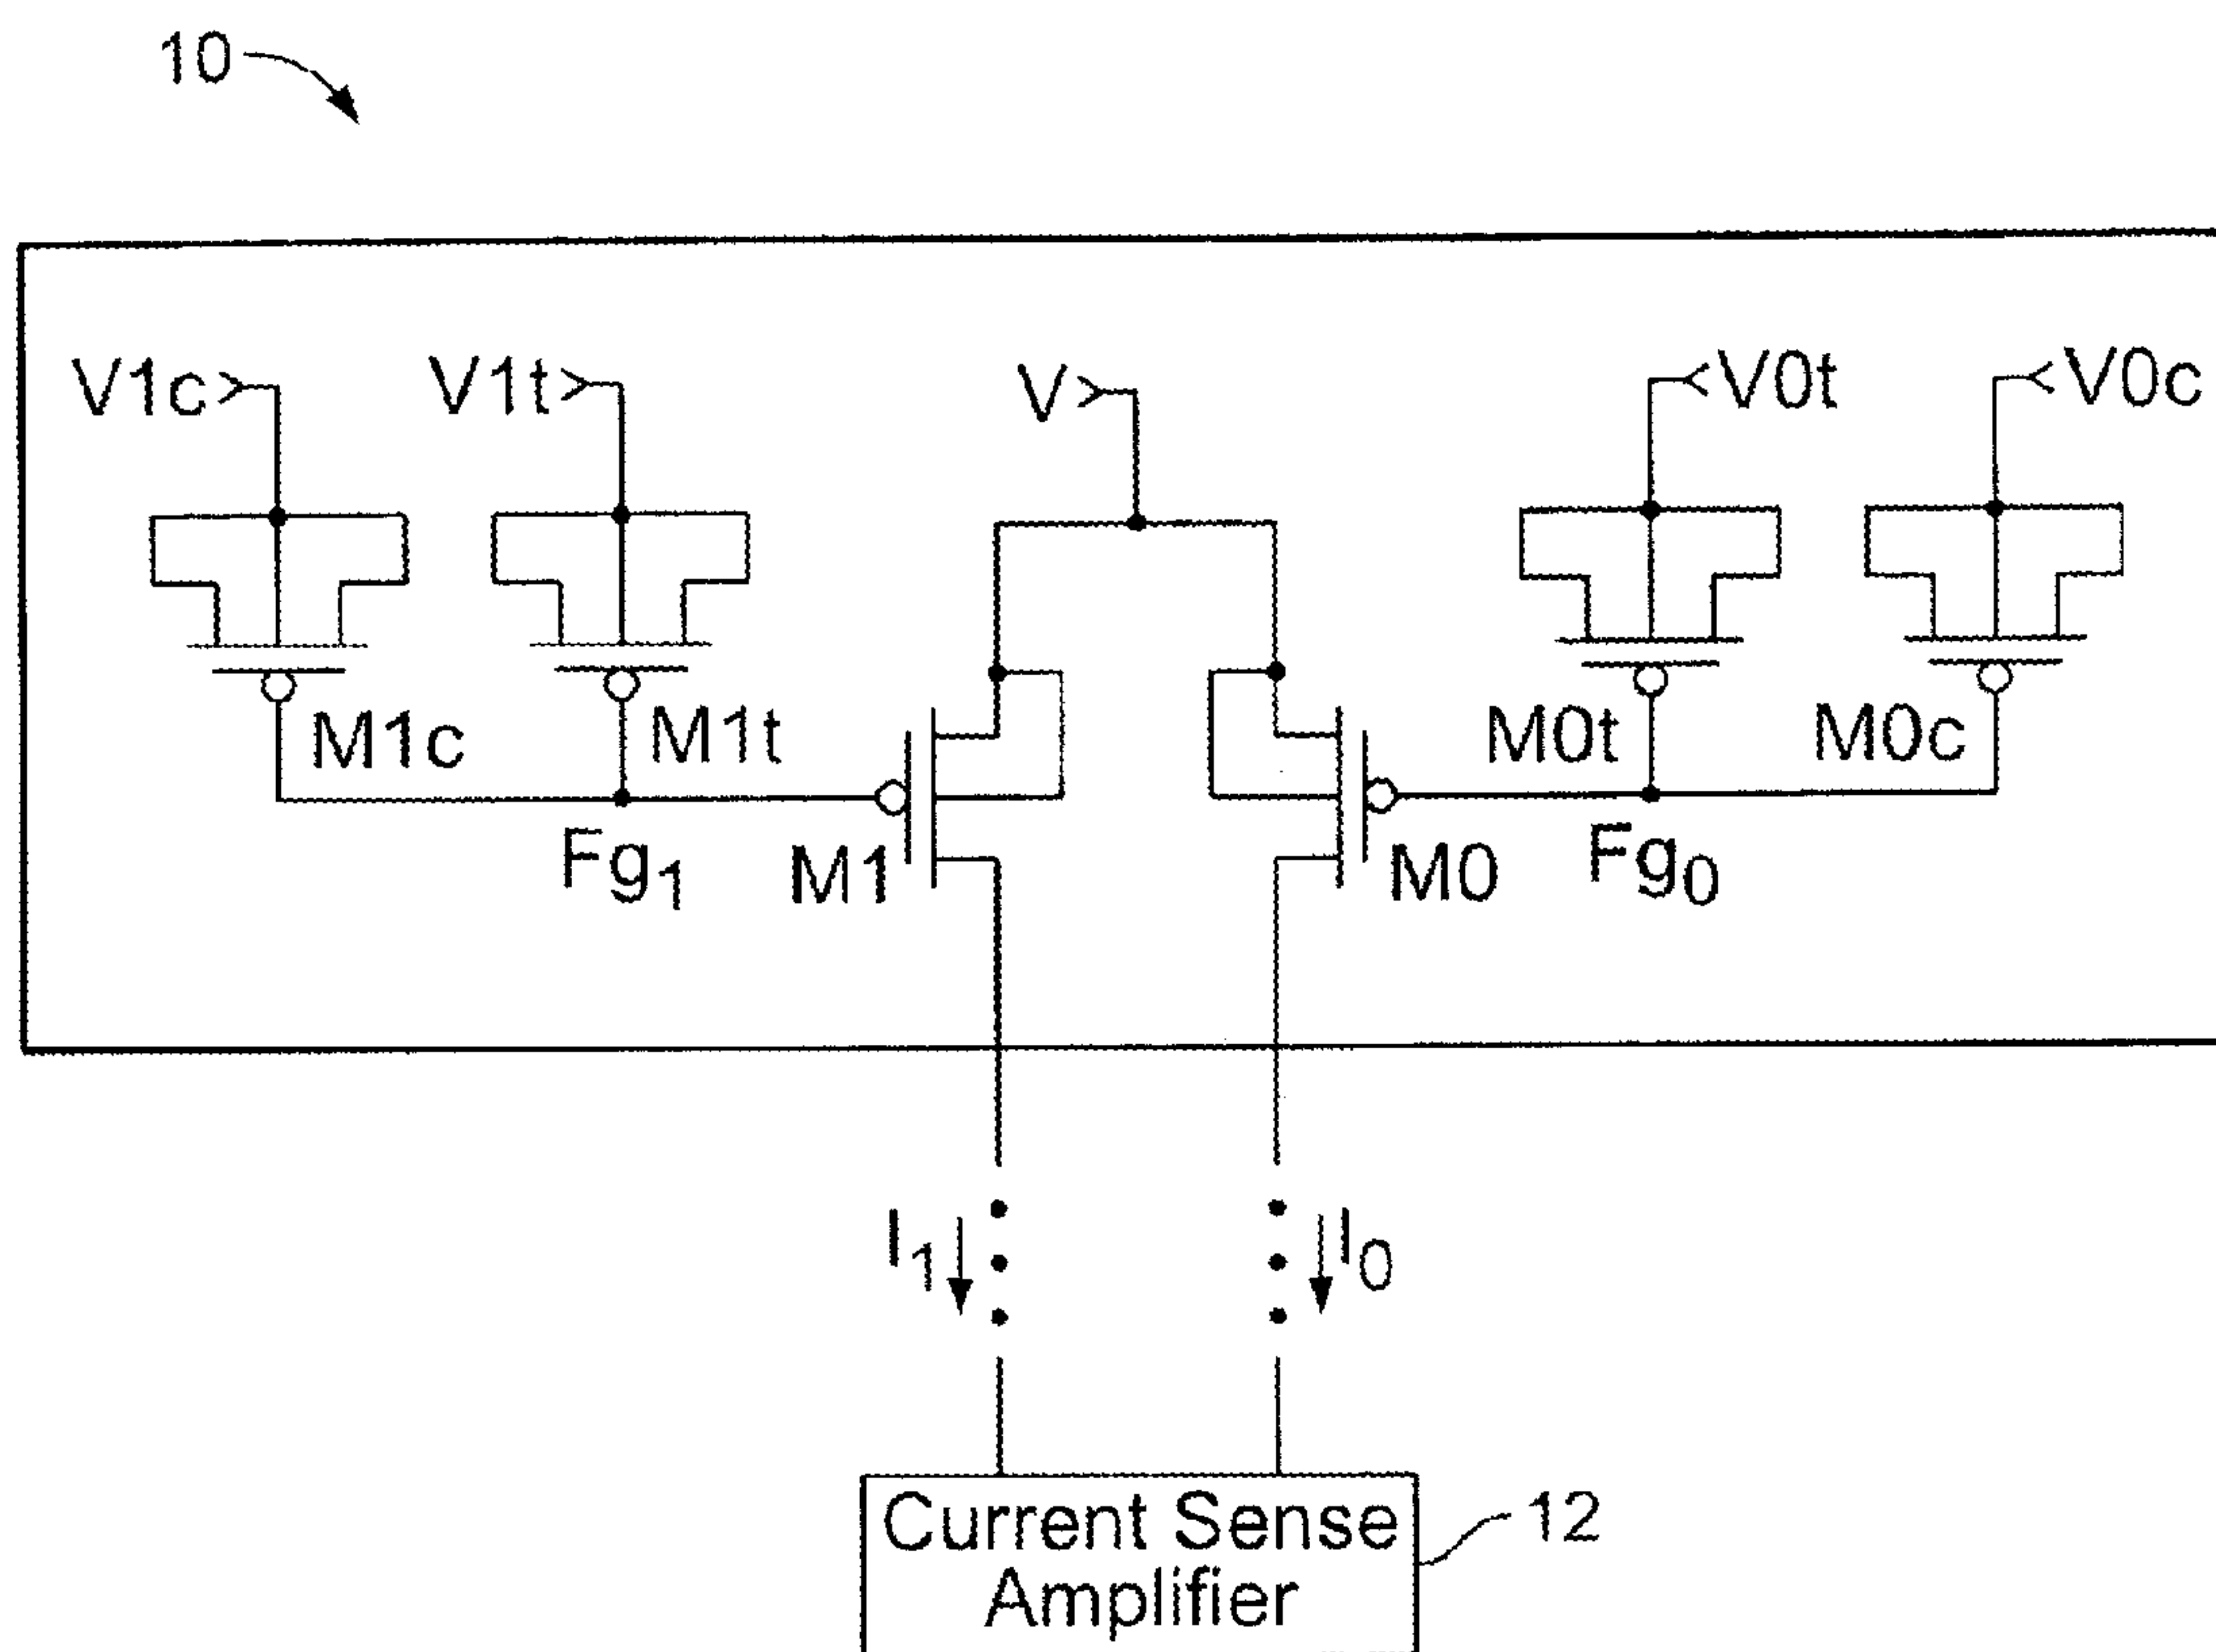 10
V1c
V1t
V
V0t
V0c
M1c
M1t
M0t
M0c
Fg1
M1
M0
Fg0
I1
I0
Current Sense
Amplifier
12